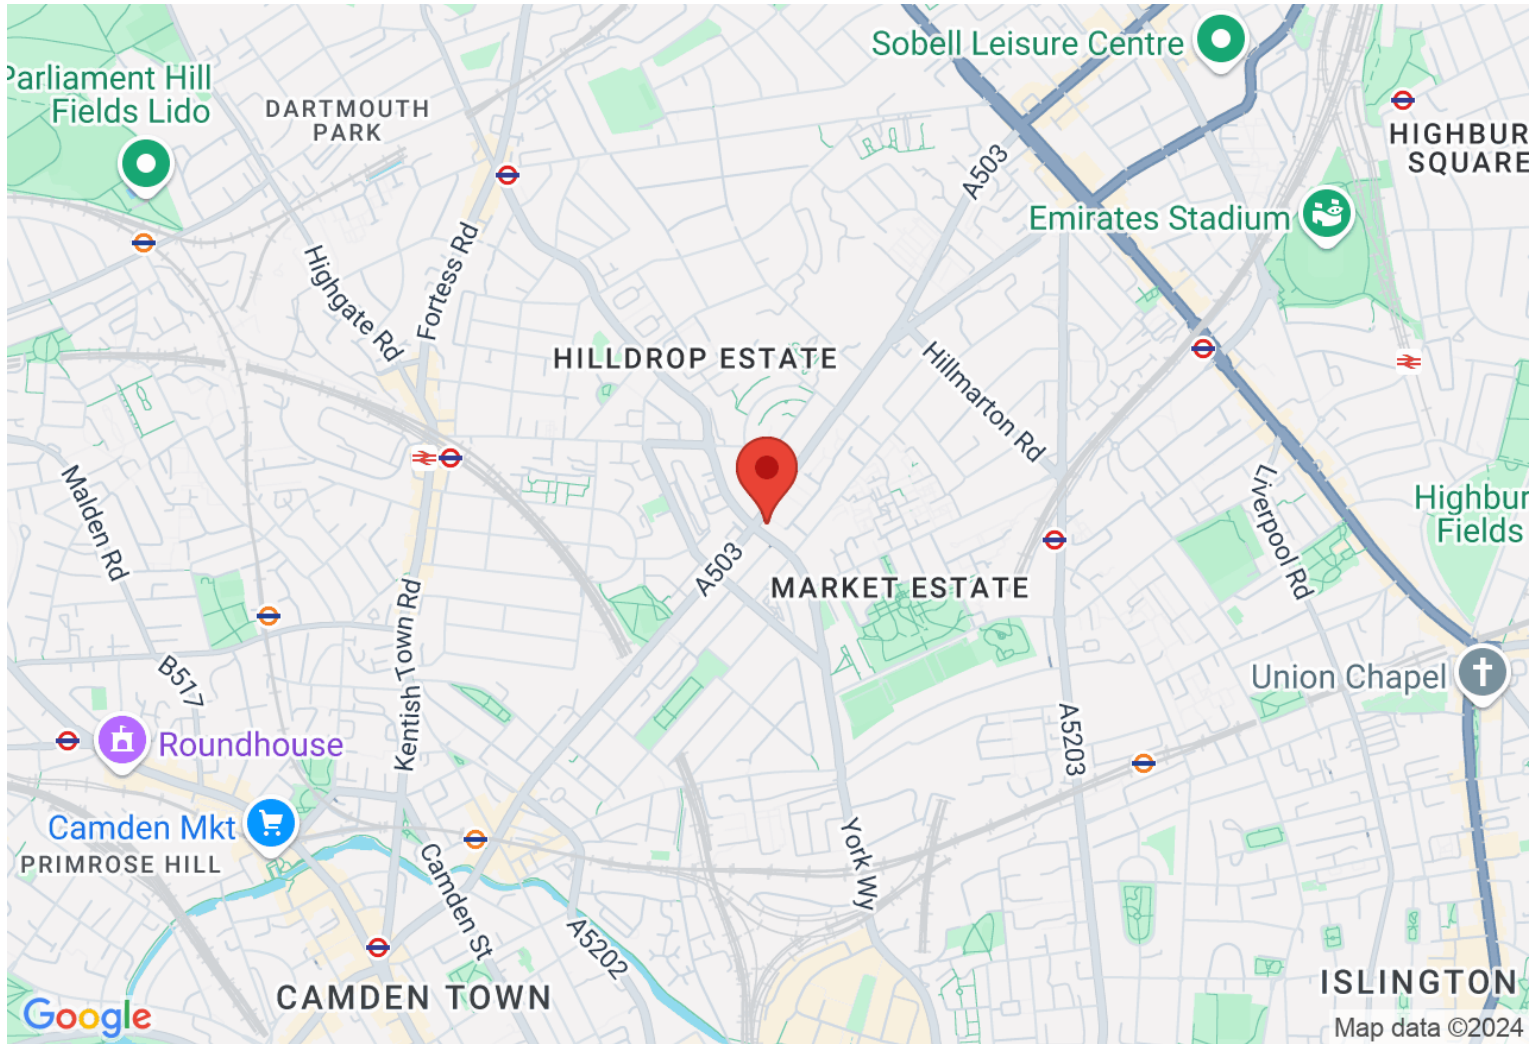 Sobell Leisure Centre
Parliament Hill
Fields Lido
DARTMOUTH
PARK
HIGHBUR
SQUARE
A503
Emirates Stadium
Fortess Rd
Highgate Rd
HILLDROP ESTATE
Hillmarton Rd
Malden Rd
Liverpool Rd
Highbur
Fields
A503
MARKET ESTATE
Kentish Town Rd
B517
Union Chapel
A5203
Roundhouse
Camden Mkt
PRIMROSE HILL
York Wy
Camden St
A5202
CAMDEN TOWN
ISLINGTON
Google
Map data ©2024